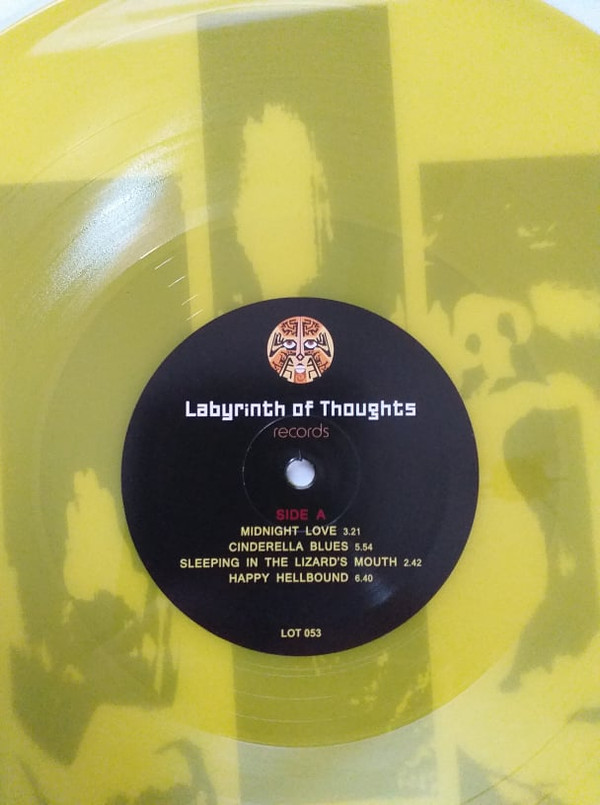 Labyrinth of Thoughts
records
SIDE A
MIDNIGHT LOVE 3.21
CINDERELLA BLUES 5.54
SLEEPING IN THE LIZARD'S MOUTH 2.42
HAPPY HELLBOUND 6.40
LOT 053